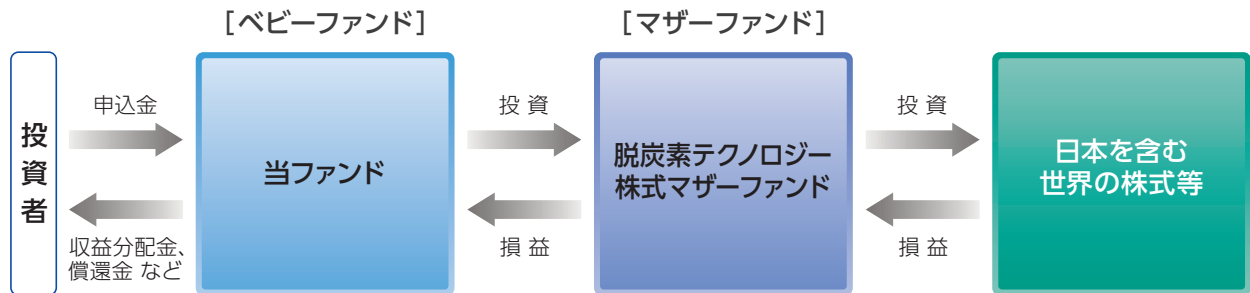 [ベビーファンド]
[マザーファンド]
投資者
申込金
収益分配金、
償還金 など
当ファンド
投 資
損 益
脱炭素テクノロジー
株式マザーファンド
投 資
損 益
日本を含む
世界の株式等